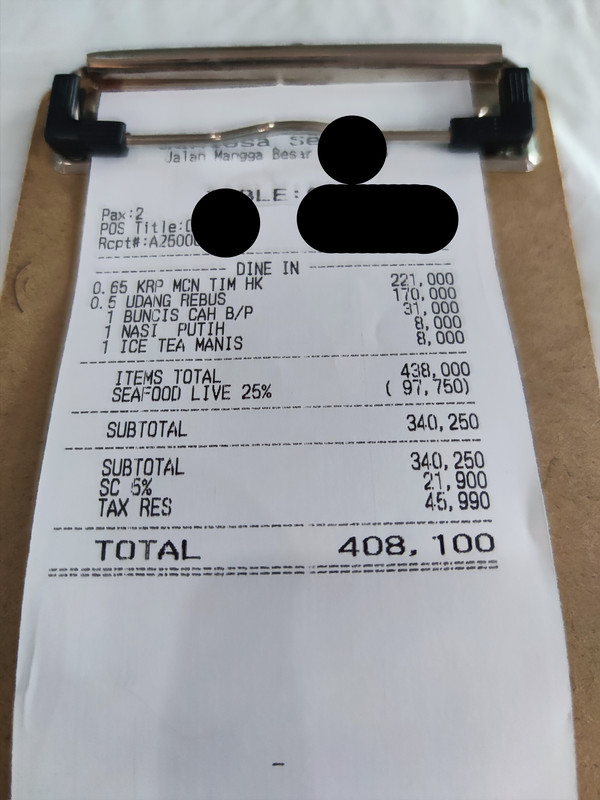 Jalan Mangga Besar
Pax:2
POS Title:
Rcpt#:A2500
DINE IN
0.65 KRP MCN TIM HK 221,000
0.5 UDANG REBUS 170,000
1 BUNCIS CAH B/P 31,000
1 NASI PUTIH 8,000
1 ICE TEA MANIS 8,000
ITEMS TOTAL 438,000
SEAFOOD LIVE 25% ( 97,750)
SUBTOTAL 340,250
SUBTOTAL 340,250
SC 5% 21,900
TAX RES 45,990
TOTAL 408,100